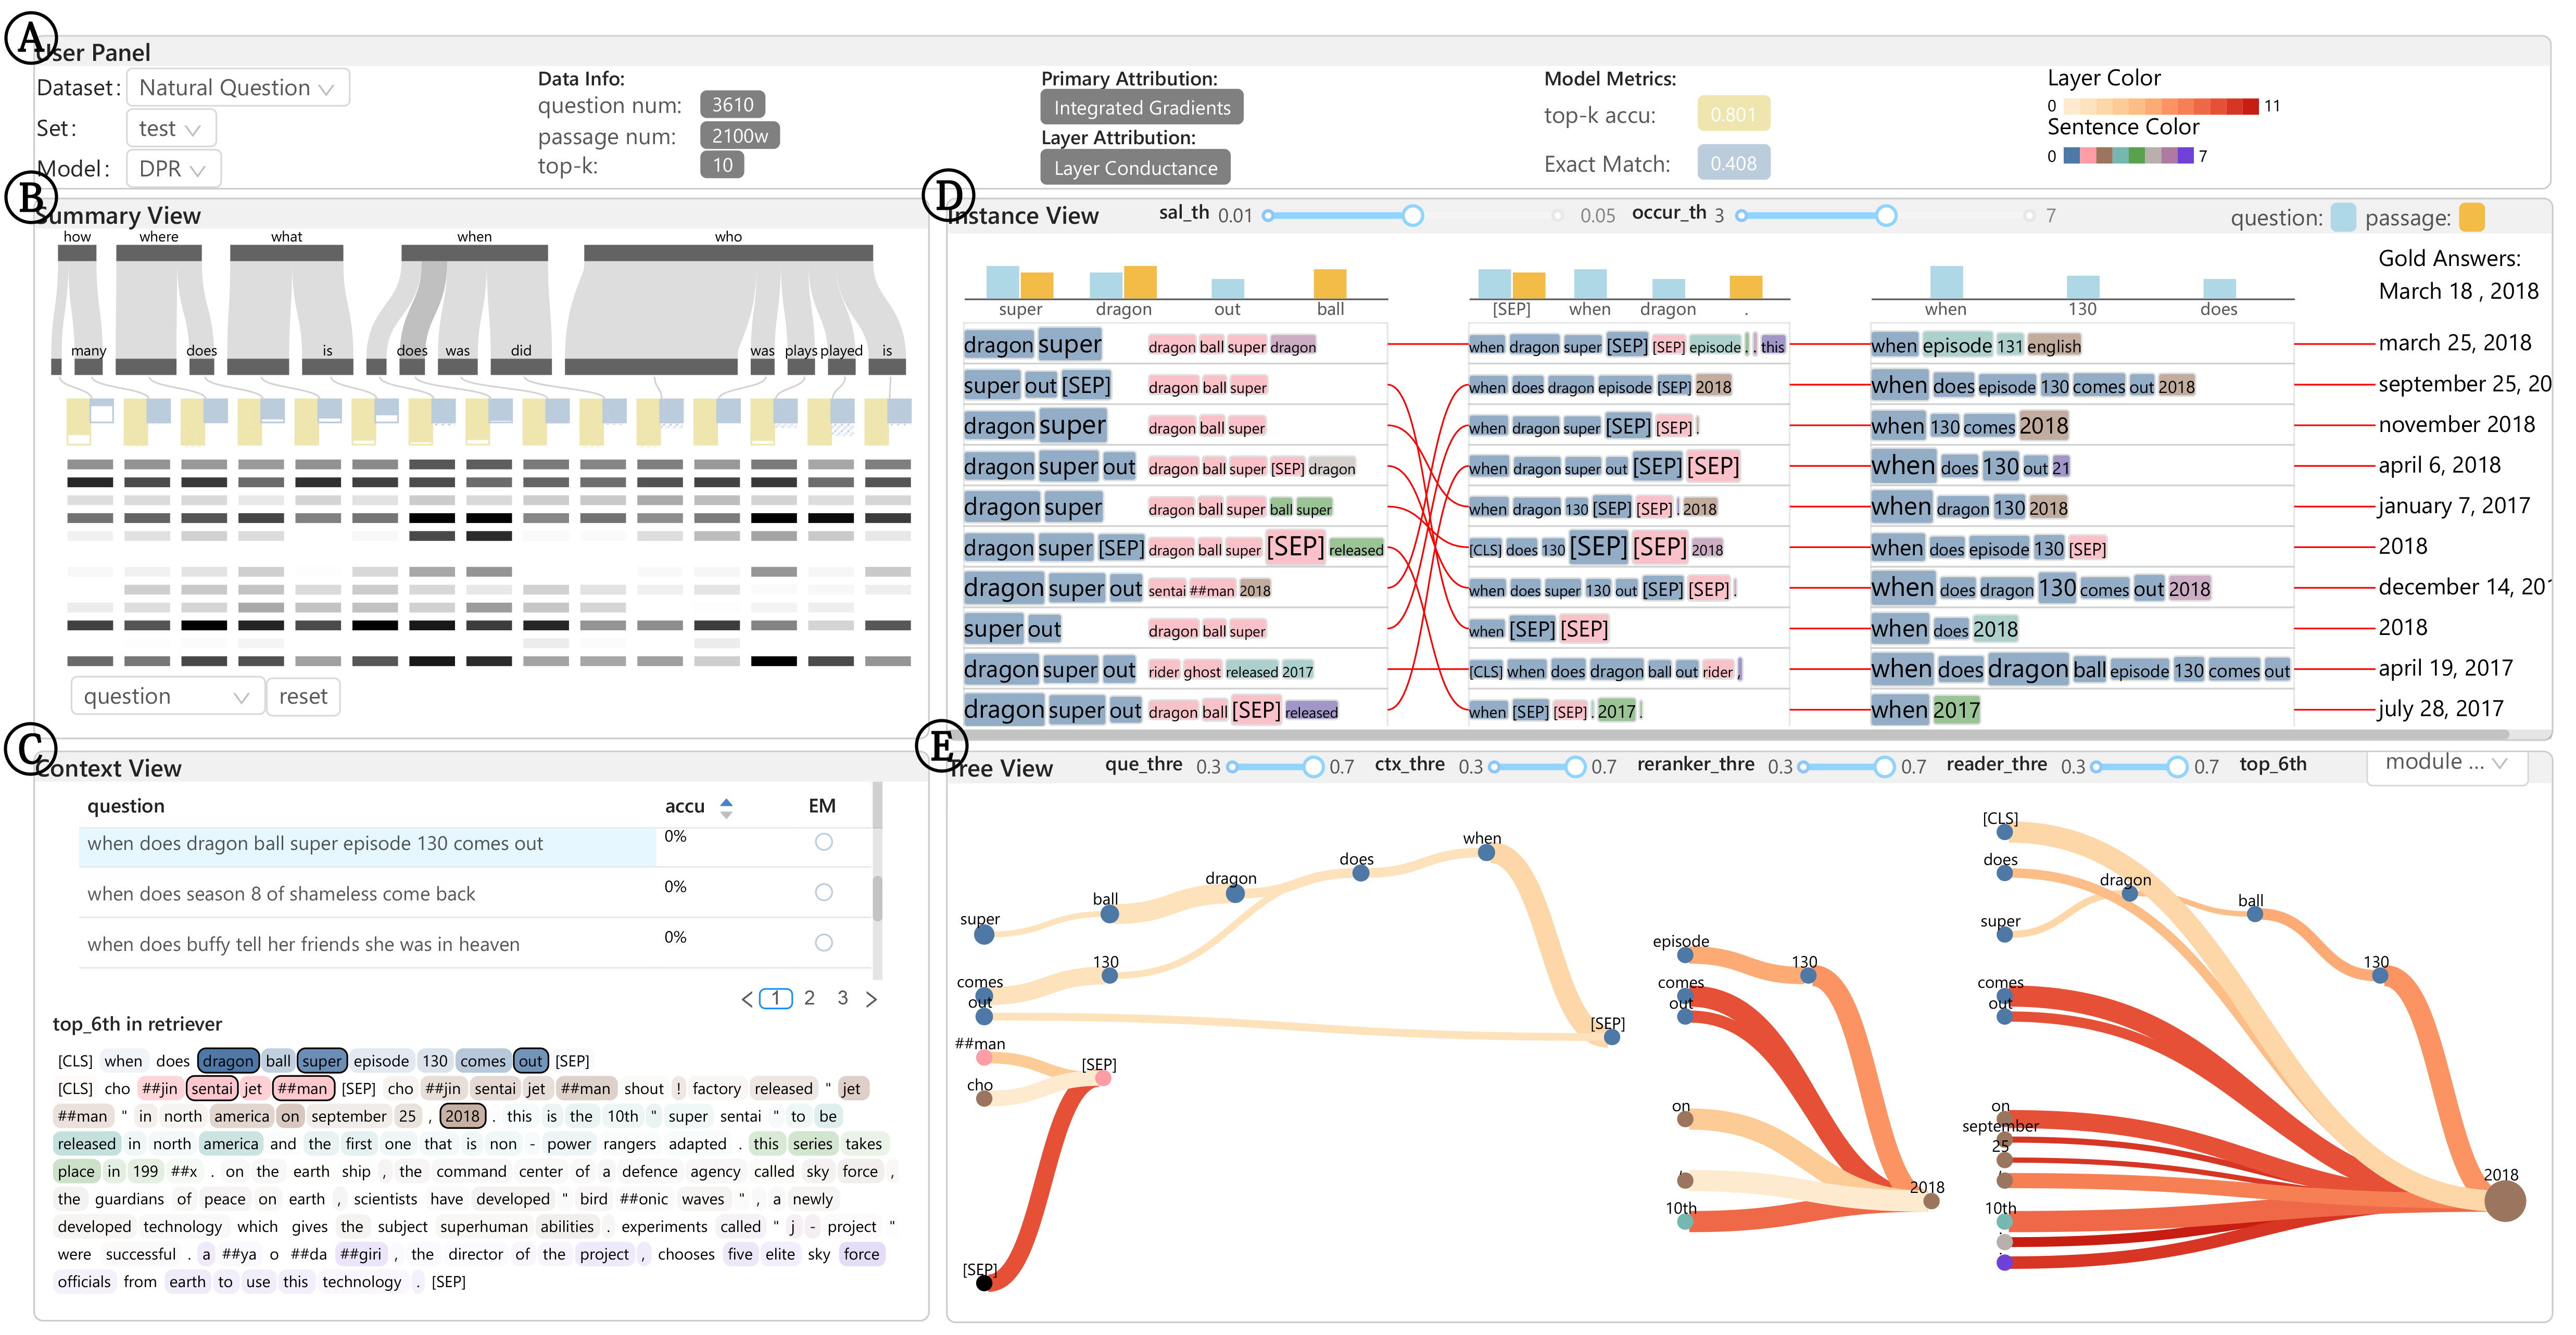 A
User Panel
Dataset: Natural Question
Set: test
Model: DPR
Data Info:
question num: 3610
passage num: 2100w
top-k: 10
Primary Attribution:
Integrated Gradients
Layer Attribution:
Layer Conductance
Model Metrics:
top-k accu: 0.801
Exact Match: 0.408
Layer Color
0 11
Sentence Color
0 7
B
Summary View
how where what when who
many does is does was did was plays played is
question reset
C
Context View
question accu EM
when does dragon ball super episode 130 comes out 0%
when does season 8 of shameless come back 0%
when does buffy tell her friends she was in heaven 0%
< 1 2 3 >
top_6th in retriever
[CLS] when does dragon ball super episode 130 comes out [SEP]
[CLS] cho ##jin sentai jet ##man [SEP] cho ##jin sentai jet ##man shout ! factory released " jet
##man " in north america on september 25 , 2018 . this is the 10th " super sentai " to be
released in north america and the first one that is non - power rangers adapted . this series takes
place in 199 ##x . on the earth ship , the command center of a defence agency called sky force ,
the guardians of peace on earth , scientists have developed " bird ##onic waves " , a newly
developed technology which gives the subject superhuman abilities . experiments called " j - project "
were successful . a ##ya o ##da ##giri , the director of the project , chooses five elite sky force
officials from earth to use this technology . [SEP]
D
Instance View sal_th 0.01 0.05 occur_th 3 7 question: passage:
super dragon out ball
[SEP] when dragon .
when 130 does
Gold Answers:
March 18 , 2018
dragon super dragon ball super dragon when dragon super [SEP] [SEP] episode . . this when episode 131 english march 25, 2018
super out [SEP] dragon ball super when does dragon episode [SEP] 2018 when does episode 130 comes out 2018 september 25, 20
dragon super dragon ball super when dragon super [SEP] [SEP] . when 130 comes 2018 november 2018
dragon super out dragon ball super [SEP] dragon when dragon super out [SEP] [SEP] when does 130 out 21 april 6, 2018
dragon super dragon ball super ball super when dragon 130 [SEP] [SEP] . 2018 when dragon 130 2018 january 7, 2017
dragon super [SEP] dragon ball super [SEP] released [CLS] does 130 [SEP] [SEP] 2018 when does episode 130 [SEP] 2018
dragon super out sentai ##man 2018 when does super 130 out [SEP] [SEP] . when does dragon 130 comes out 2018 december 14, 201
super out dragon ball super when [SEP] [SEP] when does 2018 2018
dragon super out rider ghost released 2017 [CLS] when does dragon ball out rider , when does dragon ball episode 130 comes out april 19, 2017
dragon super out dragon ball [SEP] released when [SEP] [SEP] . 2017 . when 2017 july 28, 2017
E
Tree View que_thre 0.3 0.7 ctx_thre 0.3 0.7 reranker_thre 0.3 0.7 reader_thre 0.3 0.7 top_6th module ...
super
ball
dragon
does
when
comes
130
out
[SEP]
##man
cho
[SEP]
[SEP]
episode
130
comes
out
on
10th
2018
[CLS]
does
super
dragon
ball
130
comes
out
on
september
25
10th
2018